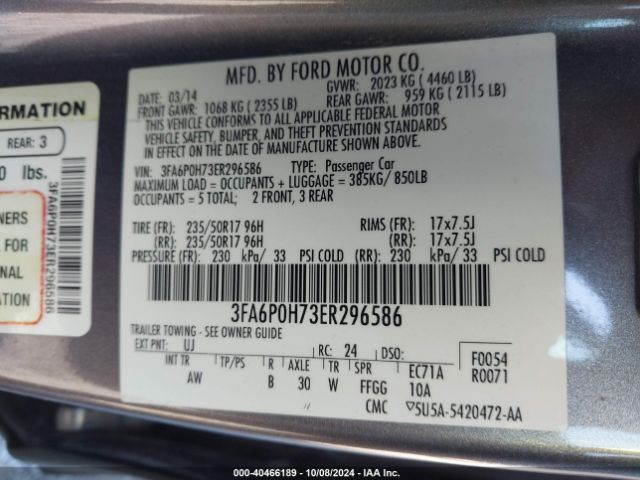 MFD. BY FORD MOTOR CO.
DATE: 03/14 GVWR: 2023 KG ( 4460 LB)
FRONT GAWR: 1068 KG ( 2355 LB) REAR GAWR: 959 KG ( 2115 LB)
THIS VEHICLE CONFORMS TO ALL APPLICABLE FEDERAL MOTOR
VEHICLE SAFETY, BUMPER, AND THEFT PREVENTION STANDARDS
IN EFFECT ON THE DATE OF MANUFACTURE SHOWN ABOVE.
VIN: 3FA6P0H73ER296586 TYPE: Passenger Car
MAXIMUM LOAD = OCCUPANTS + LUGGAGE = 385KG/ 850LB
OCCUPANTS = 5 TOTAL; 2 FRONT, 3 REAR
TIRE (FR): 235/50R17 96H RIMS (FR): 17x7.5J
(RR): 235/50R17 96H (RR): 17x7.5J
PRESSURE (FR): 230 kPa/ 33 PSI COLD (RR): 230 kPa/ 33 PSI COLD
3FA6P0H73ER296586
TRAILER TOWING - SEE OWNER GUIDE
EXT PNT: UJ RC: 24 DSO: F0054
INT TR TP/PS R AXLE TR SPR EC71A R0071
AW B 30 W FFGG 10A
CMC 5U5A-5420472-AA
ORMATION
REAR: 3
0 lbs.
3FA6P0H73ER296586
NERS
FOR
NAL
ATION
000-40466189 - 10/08/2024 - IAA Inc.